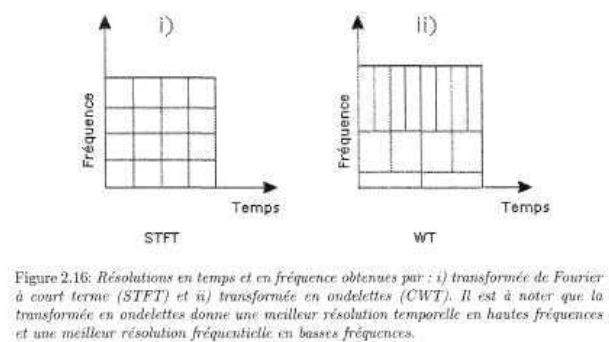 i)
ii)
Fréquence
Fréquence
Temps
Temps
STFT
WT
Figure 2.16: Résolutions en temps et en fréquence obtenues par : i) transformée de Fourier
à court terme (STFT) et ii) transformée en ondelettes (CWT). Il est à noter que la
transformée en ondelettes donne une meilleur résolution temporelle en hautes fréquences
et une meilleur résolution fréquentielle en basses fréquences.